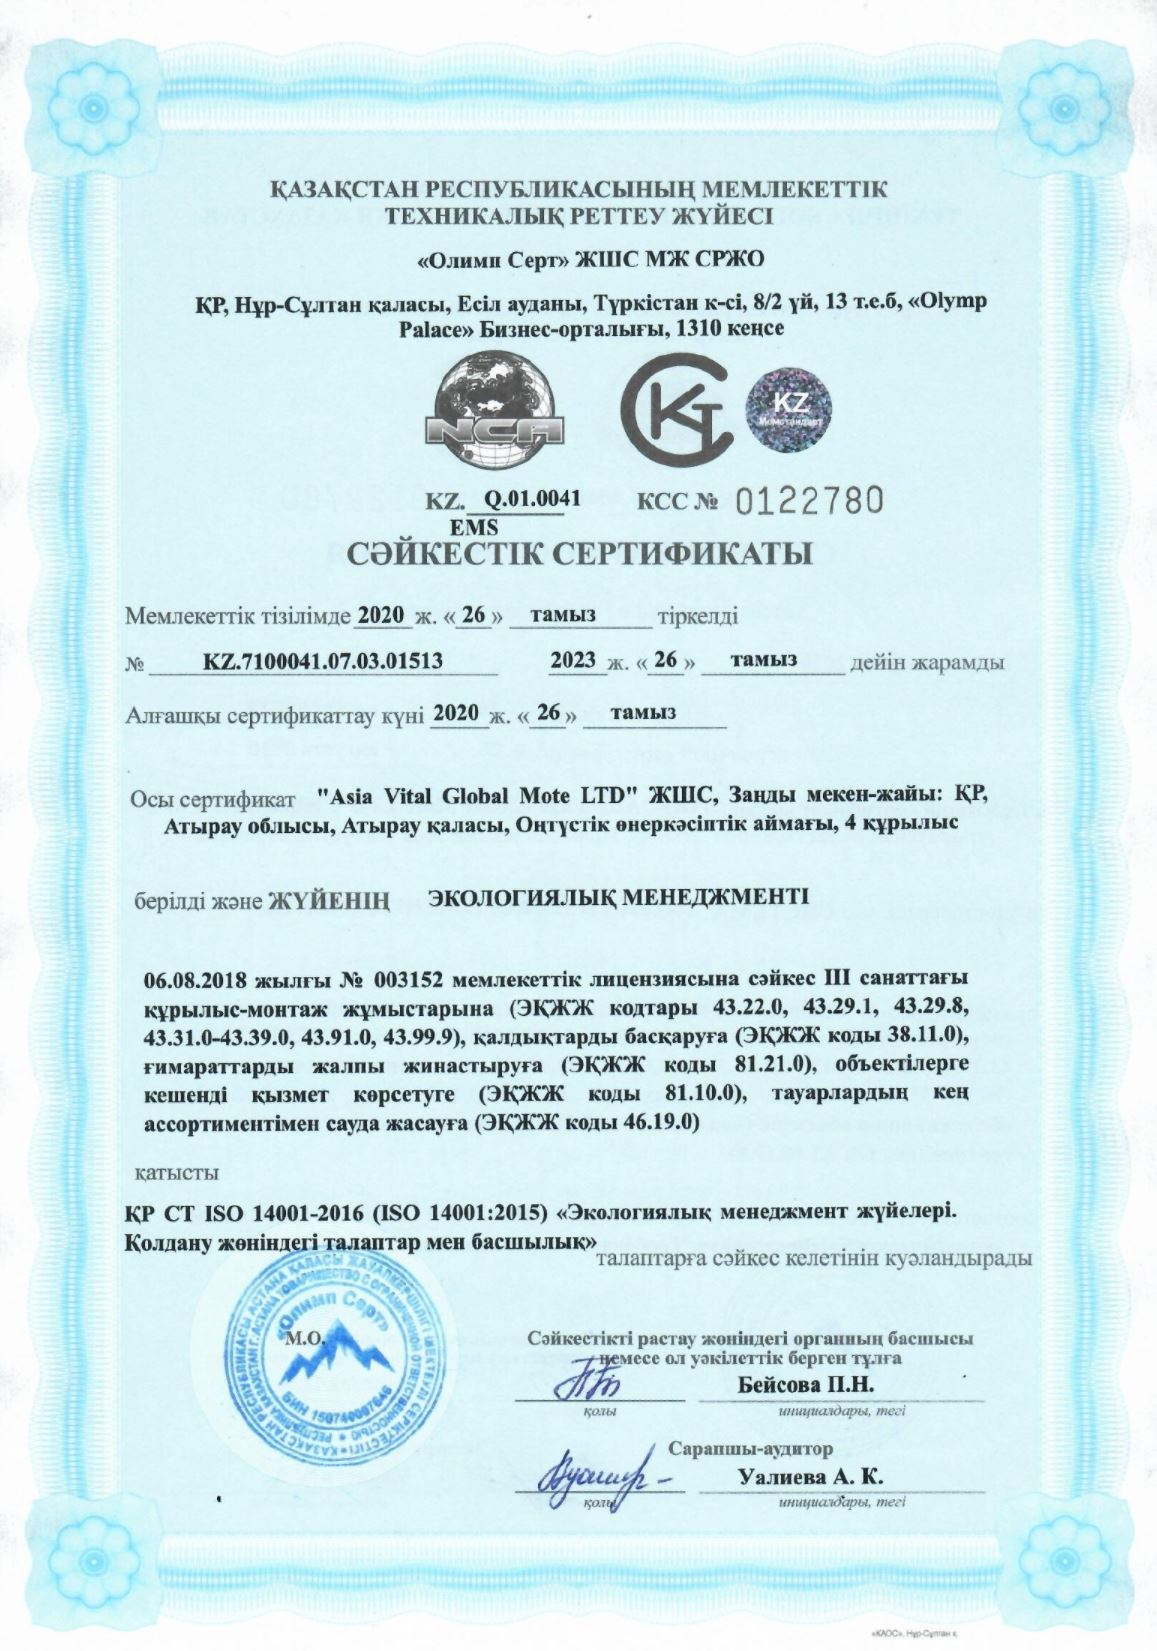 ҚАЗАҚСТАН РЕСПУБЛИКАСЫНЫҢ МЕМЛЕКЕТТІК
ТЕХНИКАЛЫҚ РЕТТЕУ ЖҮЙЕСІ
«Олимп Серт» ЖШС МЖ СРЖО
ҚР, Нұр-Сұлтан қаласы, Есіл ауданы, Түркістан к-сі, 8/2 үй, 13 т.е.б, «Olymp
Palace» Бизнес-орталығы, 1310 кеңсе
NCA
KZ
Мемстандарт
KZ. Q.01.0041
КСС № 0122780
EMS
СӘЙКЕСТІК СЕРТИФИКАТЫ
Мемлекеттік тізілімде 2020 ж. « 26 » тамыз тіркелді
№ KZ.7100041.07.03.01513 2023 ж. « 26 » тамыз дейін жарамды
Алғашқы сертификаттау күні 2020 ж. « 26 » тамыз
Осы сертификат "Asia Vital Global Mote LTD" ЖШС, Заңды мекен-жайы: ҚР,
Атырау облысы, Атырау қаласы, Оңтүстік өнеркәсіптік аймағы, 4 құрылыс
берілді және ЖҮЙЕНІҢ ЭКОЛОГИЯЛЫҚ МЕНЕДЖМЕНТІ
06.08.2018 жылғы № 003152 мемлекеттік лицензиясына сәйкес III санаттағы
құрылыс-монтаж жұмыстарына (ЭҚЖЖ кодтары 43.22.0, 43.29.1, 43.29.8,
43.31.0-43.39.0, 43.91.0, 43.99.9), қалдықтарды басқаруға (ЭҚЖЖ коды 38.11.0),
ғимараттарды жалпы жинастыруға (ЭҚЖЖ коды 81.21.0), объектілерге
кешенді қызмет көрсетуге (ЭҚЖЖ коды 81.10.0), тауарлардың кең
ассортиментімен сауда жасауға (ЭҚЖЖ коды 46.19.0)
қатысты
ҚР СТ ISO 14001-2016 (ISO 14001:2015) «Экологиялық менеджмент жүйелері.
Қолдану жөніндегі талаптар мен басшылық»
талаптарға сәйкес келетінін куәландырады
«Олимп Серт»
М.О.
Сәйкестікті растау жөніндегі органның басшысы
немесе ол уәкілеттік берген тұлға
Бейсова П.Н.
қолы инициалдары, тегі
Сарапшы-аудитор
Уалиева А. К.
қолы инициалдары, тегі
«КАОС», Нұр-Сұлтан қ.